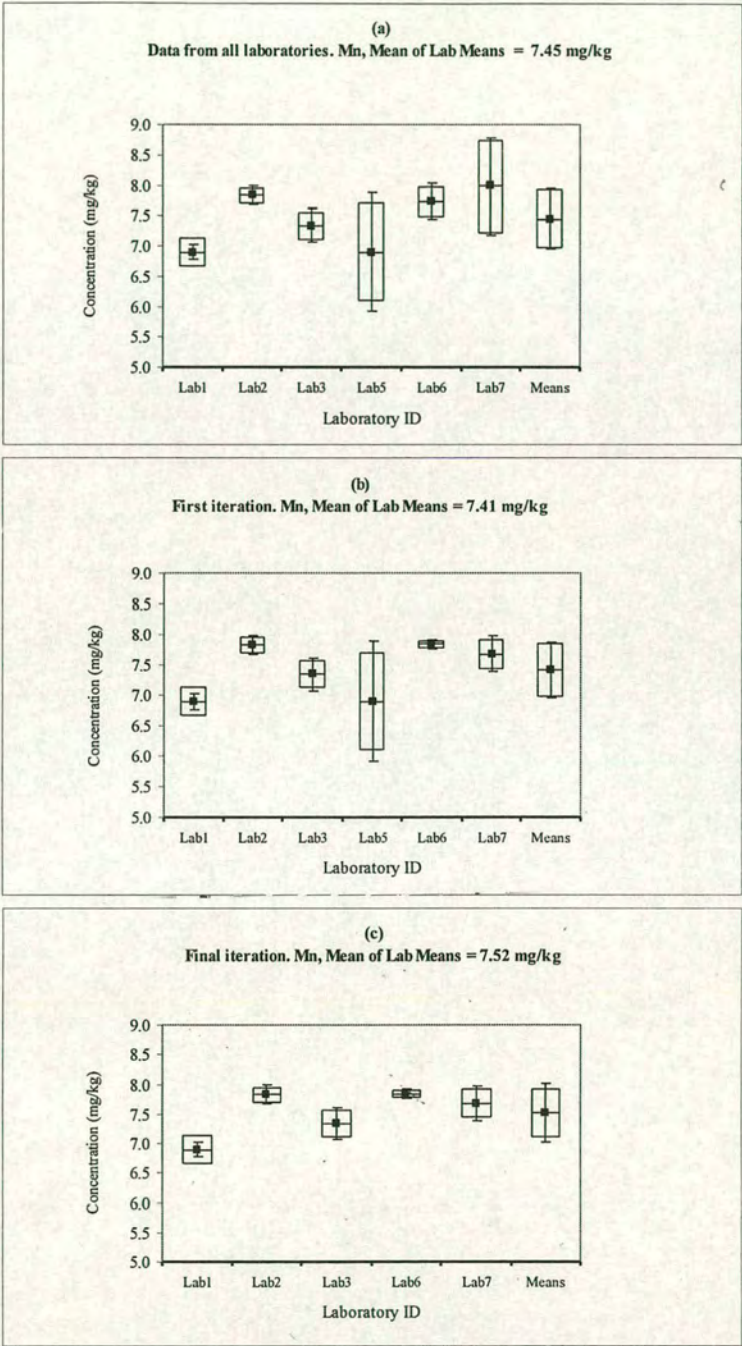 (a)
Data from all laboratories. Mn, Mean of Lab Means = 7.45 mg/kg
9.0
8.5
8.0
7.5
7.0
6.5
6.0
5.5
5.0
Concentration (mg/kg)
Lab1 Lab2 Lab3 Lab5 Lab6 Lab7 Means
Laboratory ID
(b)
First iteration. Mn, Mean of Lab Means = 7.41 mg/kg
9.0
8.5
8.0
7.5
7.0
6.5
6.0
5.5
5.0
Concentration (mg/kg)
Lab1 Lab2 Lab3 Lab5 Lab6 Lab7 Means
Laboratory ID
(c)
Final iteration. Mn, Mean of Lab Means = 7.52 mg/kg
9.0
8.5
8.0
7.5
7.0
6.5
6.0
5.5
5.0
Concentration (mg/kg)
Lab1 Lab2 Lab3 Lab6 Lab7 Means
Laboratory ID